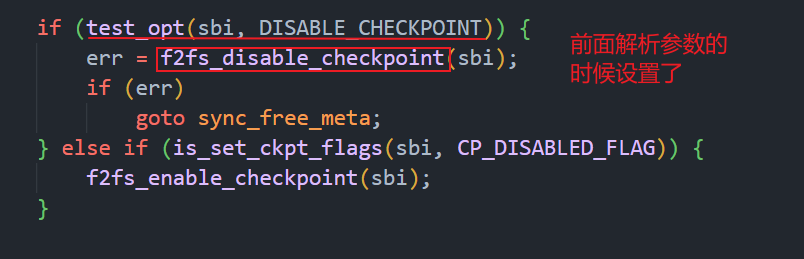 if (test_opt(sbi, DISABLE_CHECKPOINT)) {
err = f2fs_disable_checkpoint(sbi);
前面解析参数的
时候设置了
if (err)
goto sync_free_meta;
} else if (is_set_ckpt_flags(sbi, CP_DISABLED_FLAG)) {
f2fs_enable_checkpoint(sbi);
}